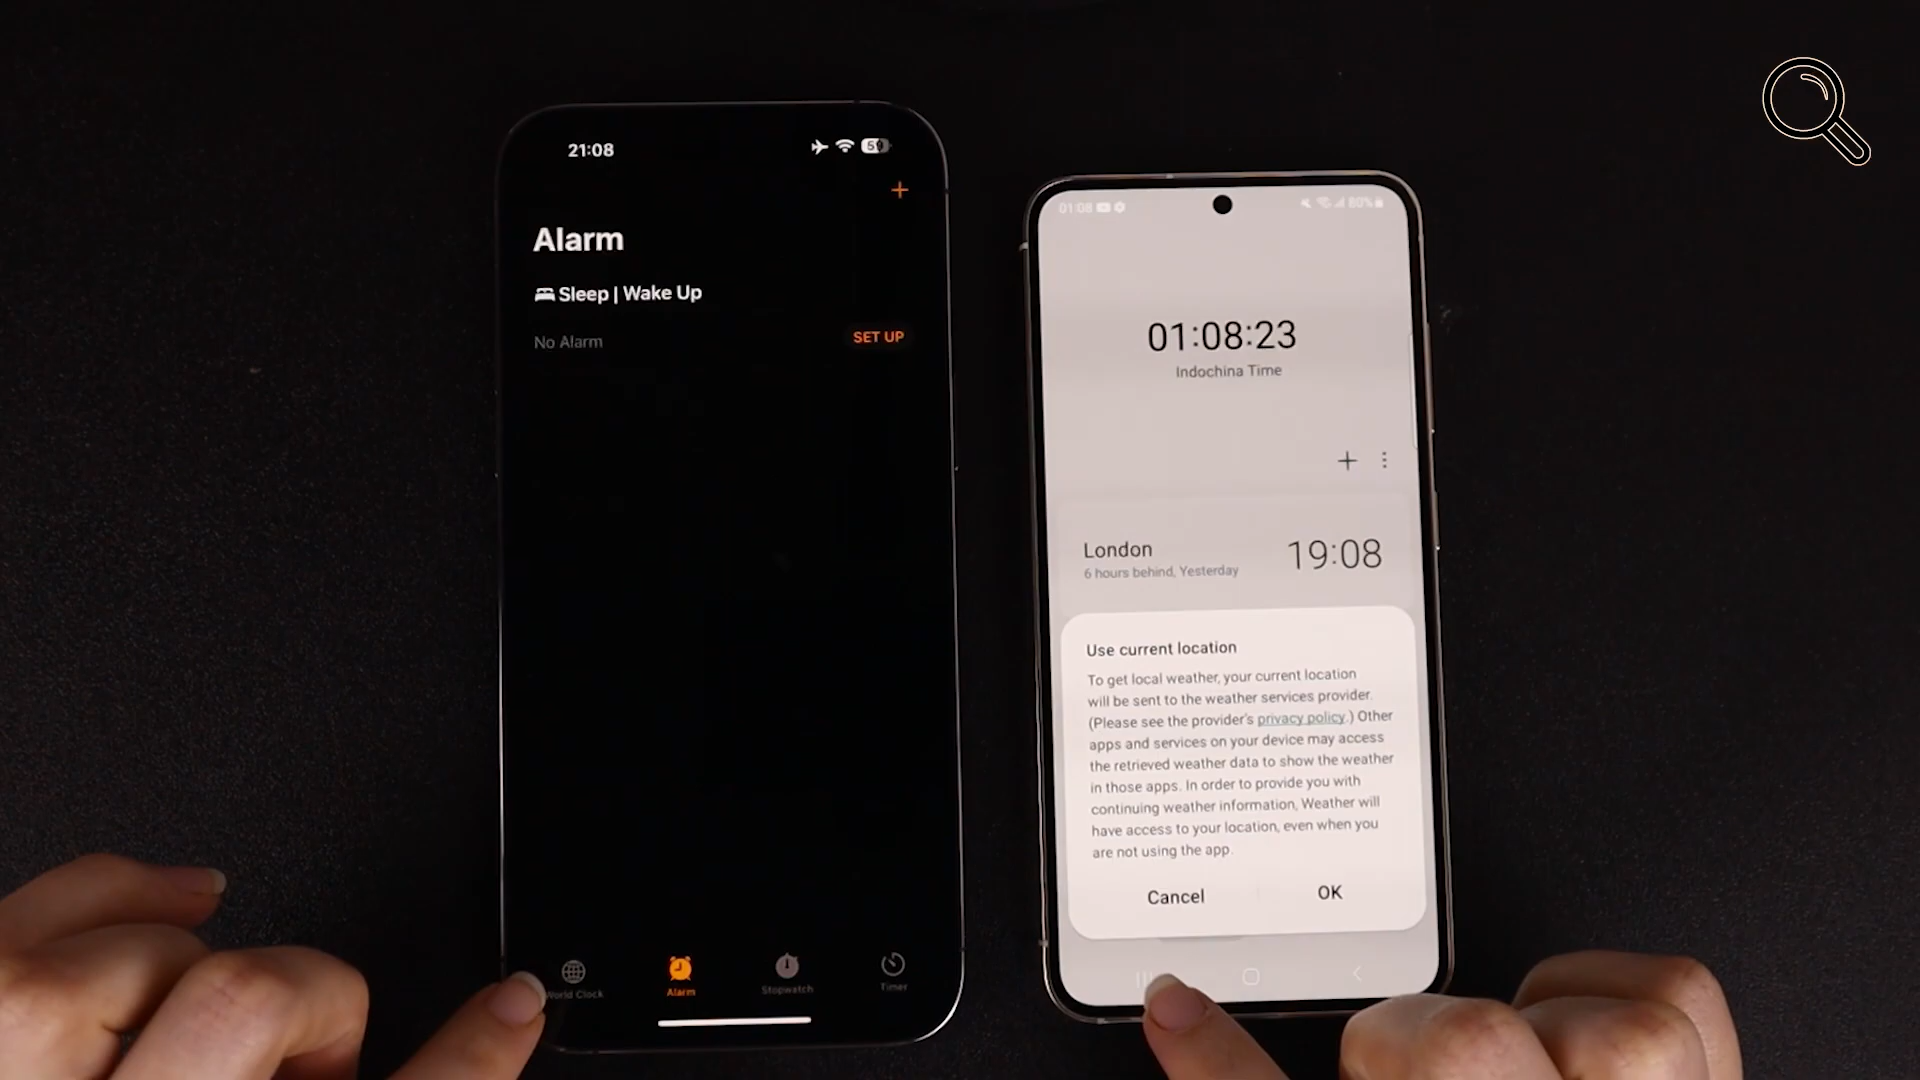 21:08
59
Alarm
Sleep | Wake Up
No Alarm
SET UP
World Clock
Alarm
Stopwatch
Timer
01:08
80%
01:08:23
Indochina Time
London
19:08
6 hours behind, Yesterday
Use current location
To get local weather, your current location
will be sent to the weather services provider.
(Please see the provider's privacy policy.) Other
apps and services on your device may access
the retrieved weather data to show the weather
in those apps. In order to provide you with
continuing weather information, Weather will
have access to your location, even when you
are not using the app.
Cancel
OK